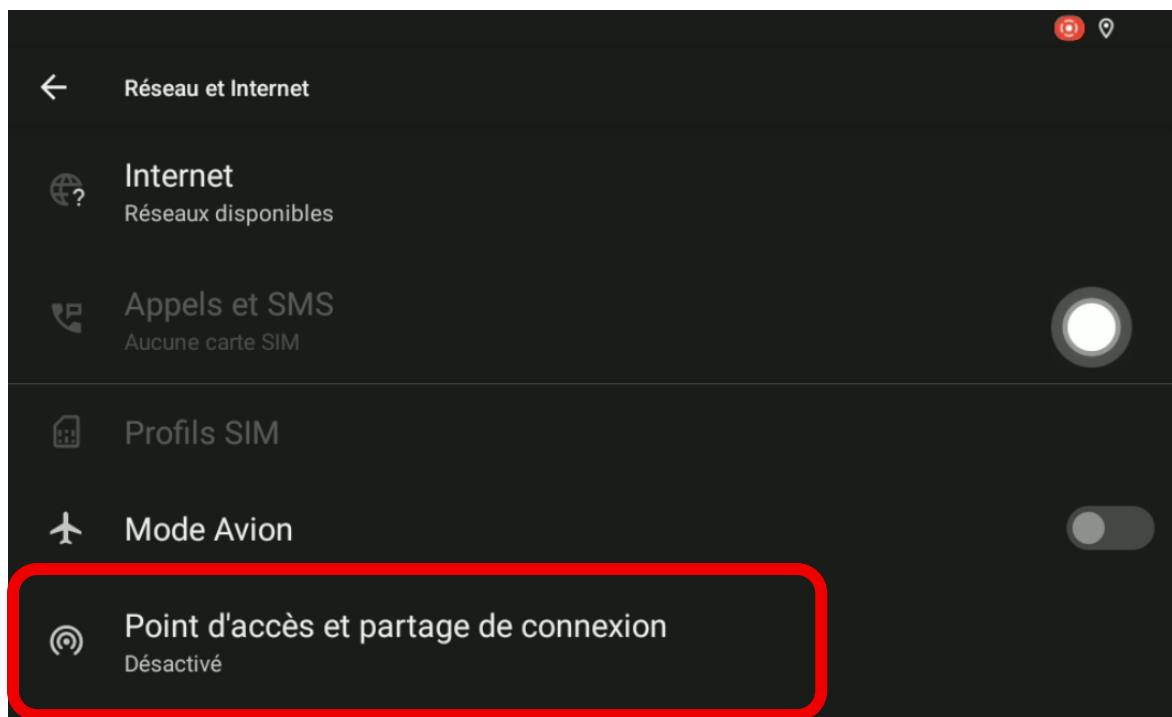 Réseau et Internet
Internet
Réseaux disponibles
Appels et SMS
Aucune carte SIM
Profils SIM
Mode Avion
Point d'accès et partage de connexion
Désactivé